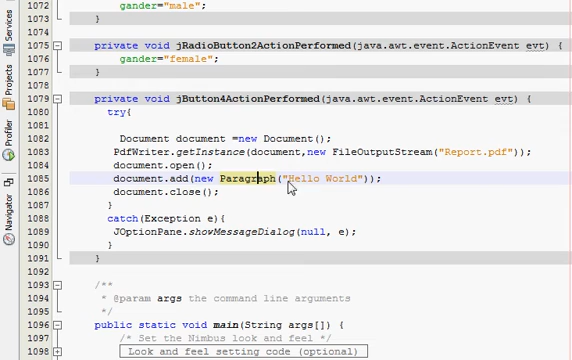 Services
Projects
Profiler
Navigator
1072 gander="male";
1073 }
1074
1075 private void jRadioButton2ActionPerformed(java.awt.event.ActionEvent evt) {
1076 gander="female";
1077 }
1078
1079 private void jButton4ActionPerformed(java.awt.event.ActionEvent evt) {
1080 try{
1081
1082 Document document =new Document();
1083 PdfWriter.getInstance(document,new FileOutputStream("Report.pdf"));
1084 document.open();
1085 document.add(new Paragraph("Hello World"));
1086 document.close();
1087 }
1088 catch(Exception e){
1089 JOptionPane.showMessageDialog(null, e);
1090 }
1091 }
1092
1093 /**
1094 * @param args the command line arguments
1095 */
1096 public static void main(String args[]) {
1097 /* Set the Nimbus look and feel */
1098 Look and feel setting code (optional)